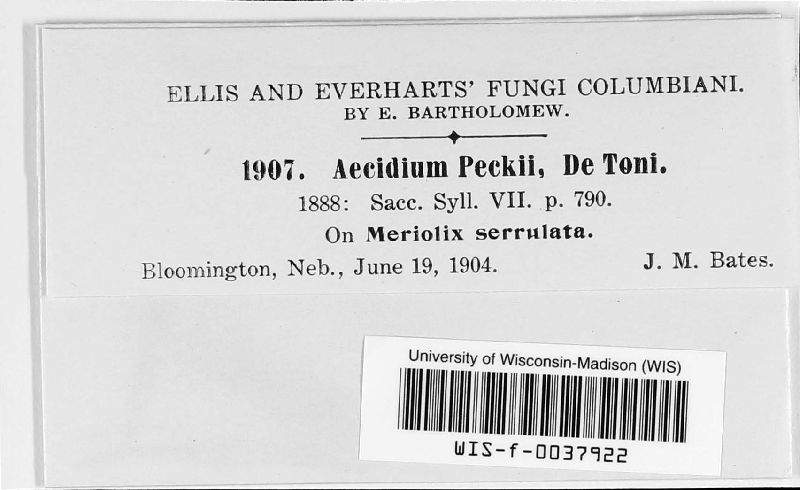 ELLIS AND EVERHARTS' FUNGI COLUMBIANI.
BY E. BARTHOLOMEW.
1907. Aecidium Peckii, De Toni.
1888: Sacc. Syll. VII. p. 790.
On Meriolix serrulata.
Bloomington, Neb., June 19, 1904. J. M. Bates.
University of Wisconsin-Madison (WIS)
WIS-f-0037922